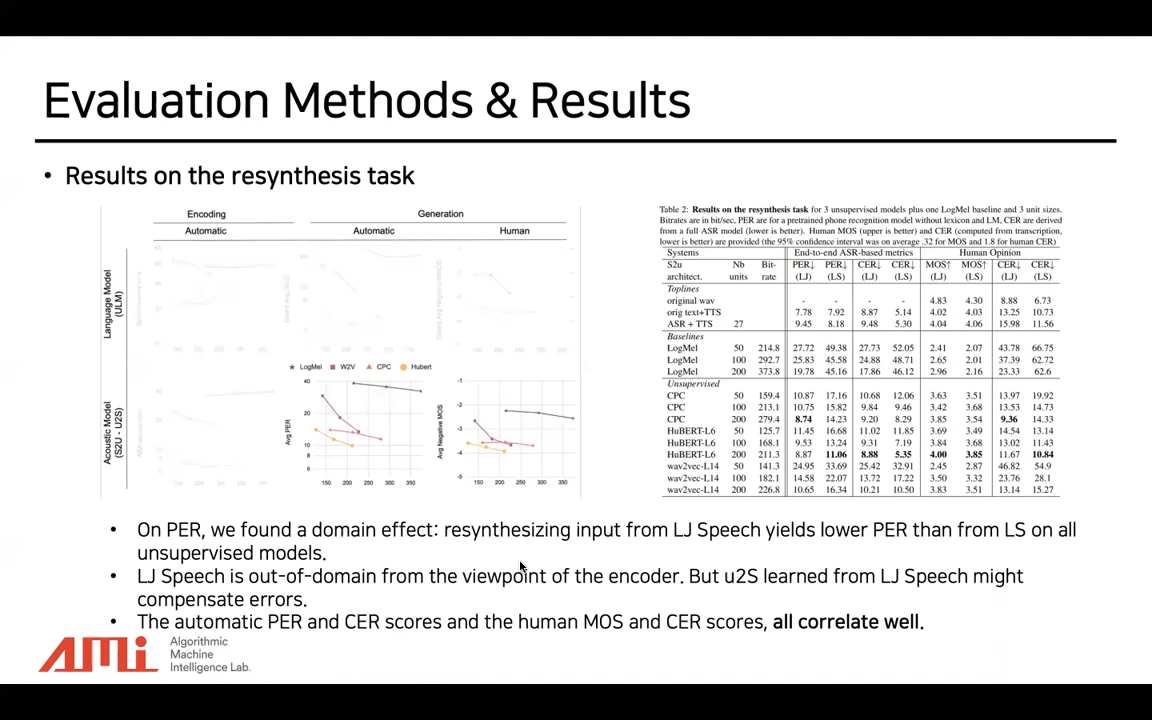 Evaluation Methods & Results
• Results on the resynthesis task
Encoding
Generation
Automatic
Automatic
Human
Language Model
(ULM)
Acoustic Model
(S2U - U2S)
LogMel W2V CPC Hubert
Avg PER
40
20
10
8
6
150 200 250 300 350
Avg Negative MOS
-1
-2
-3
-4
-5
150 200 250 300 350
Table 2: Results on the resynthesis task for 3 unsupervised models plus one LogMel baseline and 3 unit sizes.
Bitrates are in bit/sec, PER are for a pretrained phone recognition model without lexicon and LM, CER are derived
from a full ASR model (lower is better). Human MOS (upper is better) and CER (computed from transcription,
lower is better) are provided (the 95% confidence interval was on average .32 for MOS and 1.8 for human CER)
Systems End-to-end ASR-based metrics Human Opinion
S2u Nb Bit- PER↓ PER↓ CER↓ CER↓ MOS↑ MOS↑ CER↓ CER↓
architect. units rate (LJ) (LS) (LJ) (LS) (LJ) (LS) (LJ) (LS)
Toplines
original wav - - - - 4.83 4.30 8.88 6.73
orig text+TTS 7.78 7.92 8.87 5.14 4.02 4.03 13.25 10.73
ASR + TTS 27 9.45 8.18 9.48 5.30 4.04 4.06 15.98 11.56
Baselines
LogMel 50 214.8 27.72 49.38 27.73 52.05 2.41 2.07 43.78 66.75
LogMel 100 292.7 25.83 45.58 24.88 48.71 2.65 2.01 37.39 62.72
LogMel 200 373.8 19.78 45.16 17.86 46.12 2.96 2.16 23.33 62.6
Unsupervised
CPC 50 159.4 10.87 17.16 10.68 12.06 3.63 3.51 13.97 19.92
CPC 100 213.1 10.75 15.82 9.84 9.46 3.42 3.68 13.53 14.73
CPC 200 279.4 8.74 14.23 9.20 8.29 3.85 3.54 9.36 14.33
HuBERT-L6 50 125.7 11.45 16.68 11.02 11.85 3.69 3.49 14.54 13.14
HuBERT-L6 100 168.1 9.53 13.24 9.31 7.19 3.84 3.68 13.02 11.43
HuBERT-L6 200 211.3 8.87 11.06 8.88 5.35 4.00 3.85 11.67 10.84
wav2vec-L14 50 141.3 24.95 33.69 25.42 32.91 2.45 2.87 46.82 54.9
wav2vec-L14 100 182.1 14.58 22.07 13.72 17.22 3.50 3.32 23.76 28.1
wav2vec-L14 200 226.8 10.65 16.34 10.21 10.50 3.83 3.51 13.14 15.27
• On PER, we found a domain effect: resynthesizing input from LJ Speech yields lower PER than from LS on all
unsupervised models.
• LJ Speech is out-of-domain from the viewpoint of the encoder. But u2S learned from LJ Speech might
compensate errors.
• The automatic PER and CER scores and the human MOS and CER scores, all correlate well.
AMi
Algorithmic
Machine
Intelligence Lab.